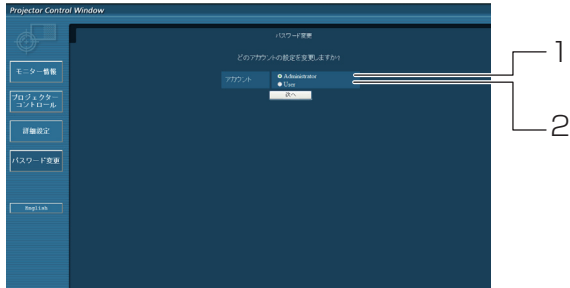 Projector Control Window
パスワード変更
どのアカウントの設定を変更しますか?
アカウント
Administrator
User
次へ
モニター情報
プロジェクター
コントロール
詳細設定
パスワード変更
English
1
2